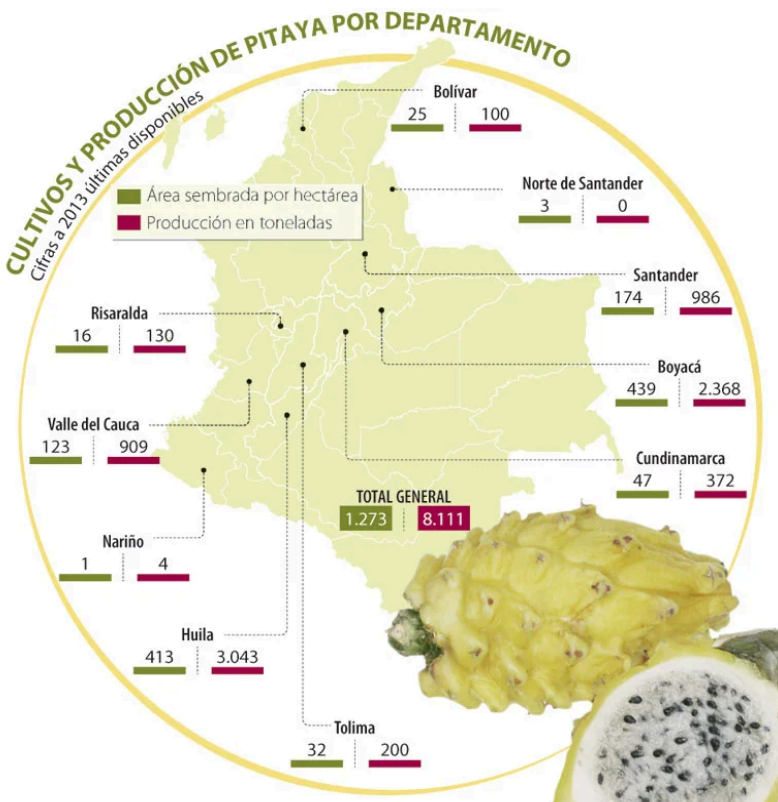 CULTIVOS Y PRODUCCIÓN DE PITAYA POR DEPARTAMENTO
Cifras a 2013 últimas disponibles
Área sembrada por hectárea
Producción en toneladas
Bolívar
25 100
Norte de Santander
3 0
Santander
174 986
Risaralda
16 130
Boyacá
439 2.368
Valle del Cauca
123 909
Cundinamarca
47 372
TOTAL GENERAL
1.273 8.111
Nariño
1 4
Huila
413 3.043
Tolima
32 200